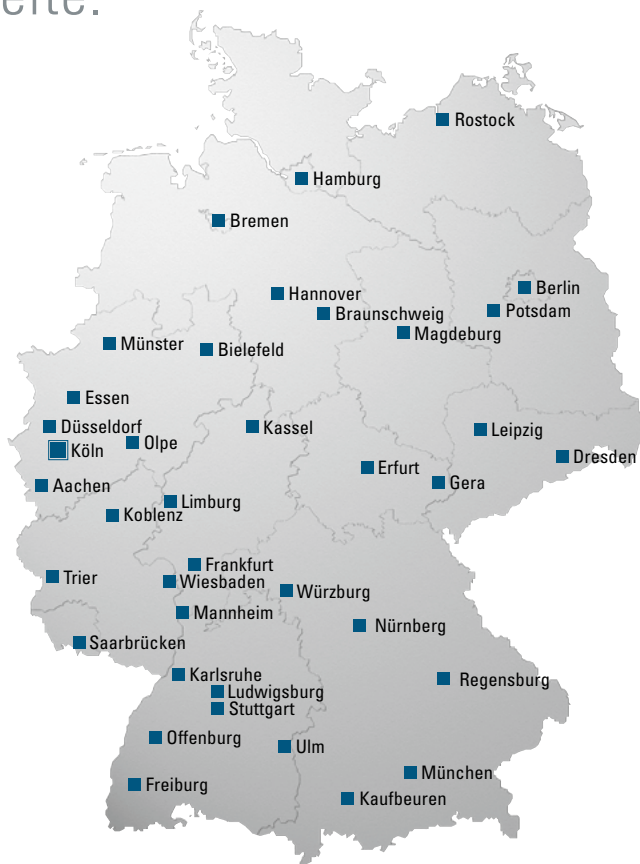 Rostock
Hamburg
Bremen
Berlin
Hannover
Potsdam
Braunschweig
Magdeburg
Münster
Bielefeld
Essen
Düsseldorf
Kassel
Leipzig
Olpe
Köln
Dresden
Erfurt
Gera
Aachen
Limburg
Koblenz
Frankfurt
Trier
Wiesbaden
Würzburg
Mannheim
Nürnberg
Saarbrücken
Karlsruhe
Regensburg
Ludwigsburg
Stuttgart
Offenburg
Ulm
München
Freiburg
Kaufbeuren